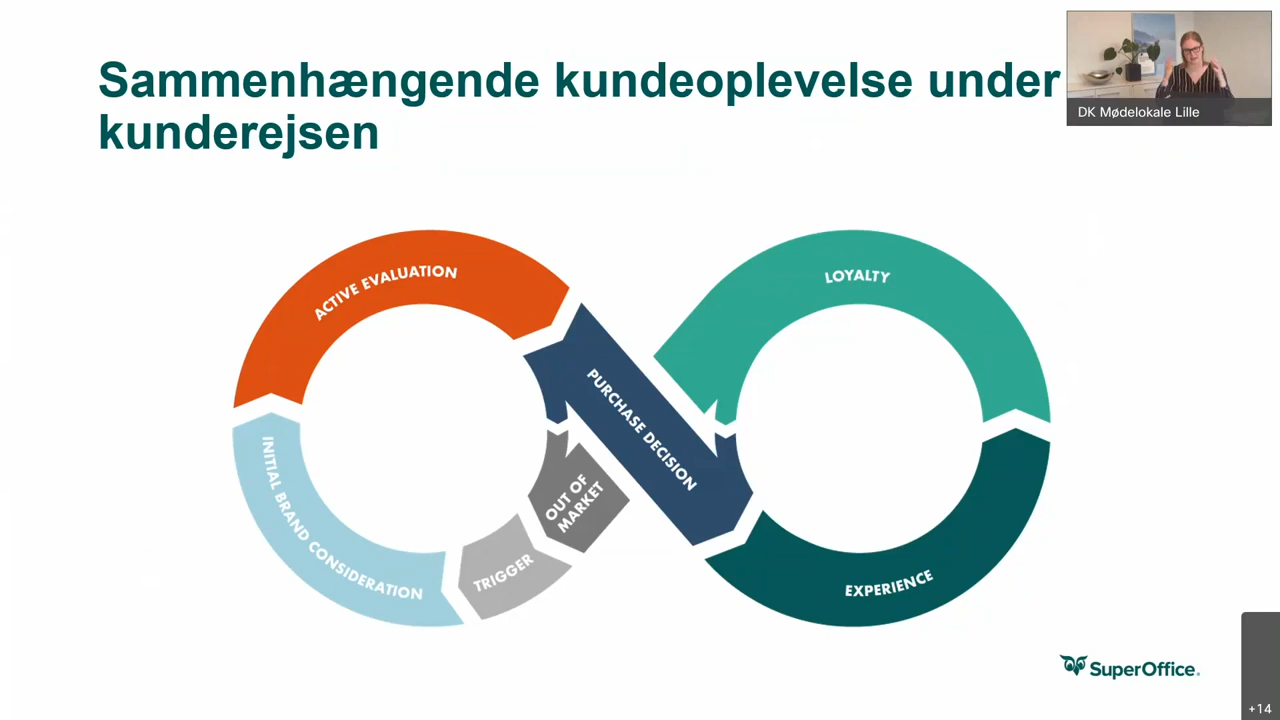 Sammenhængende kundeoplevelse under
kunderejsen
DK Mødelokale Lille
ACTIVE EVALUATION
LOYALTY
PURCHASE DECISION
INITIAL BRAND CONSIDERATION
OUT OF
MARKET
TRIGGER
EXPERIENCE
SuperOffice.
+14